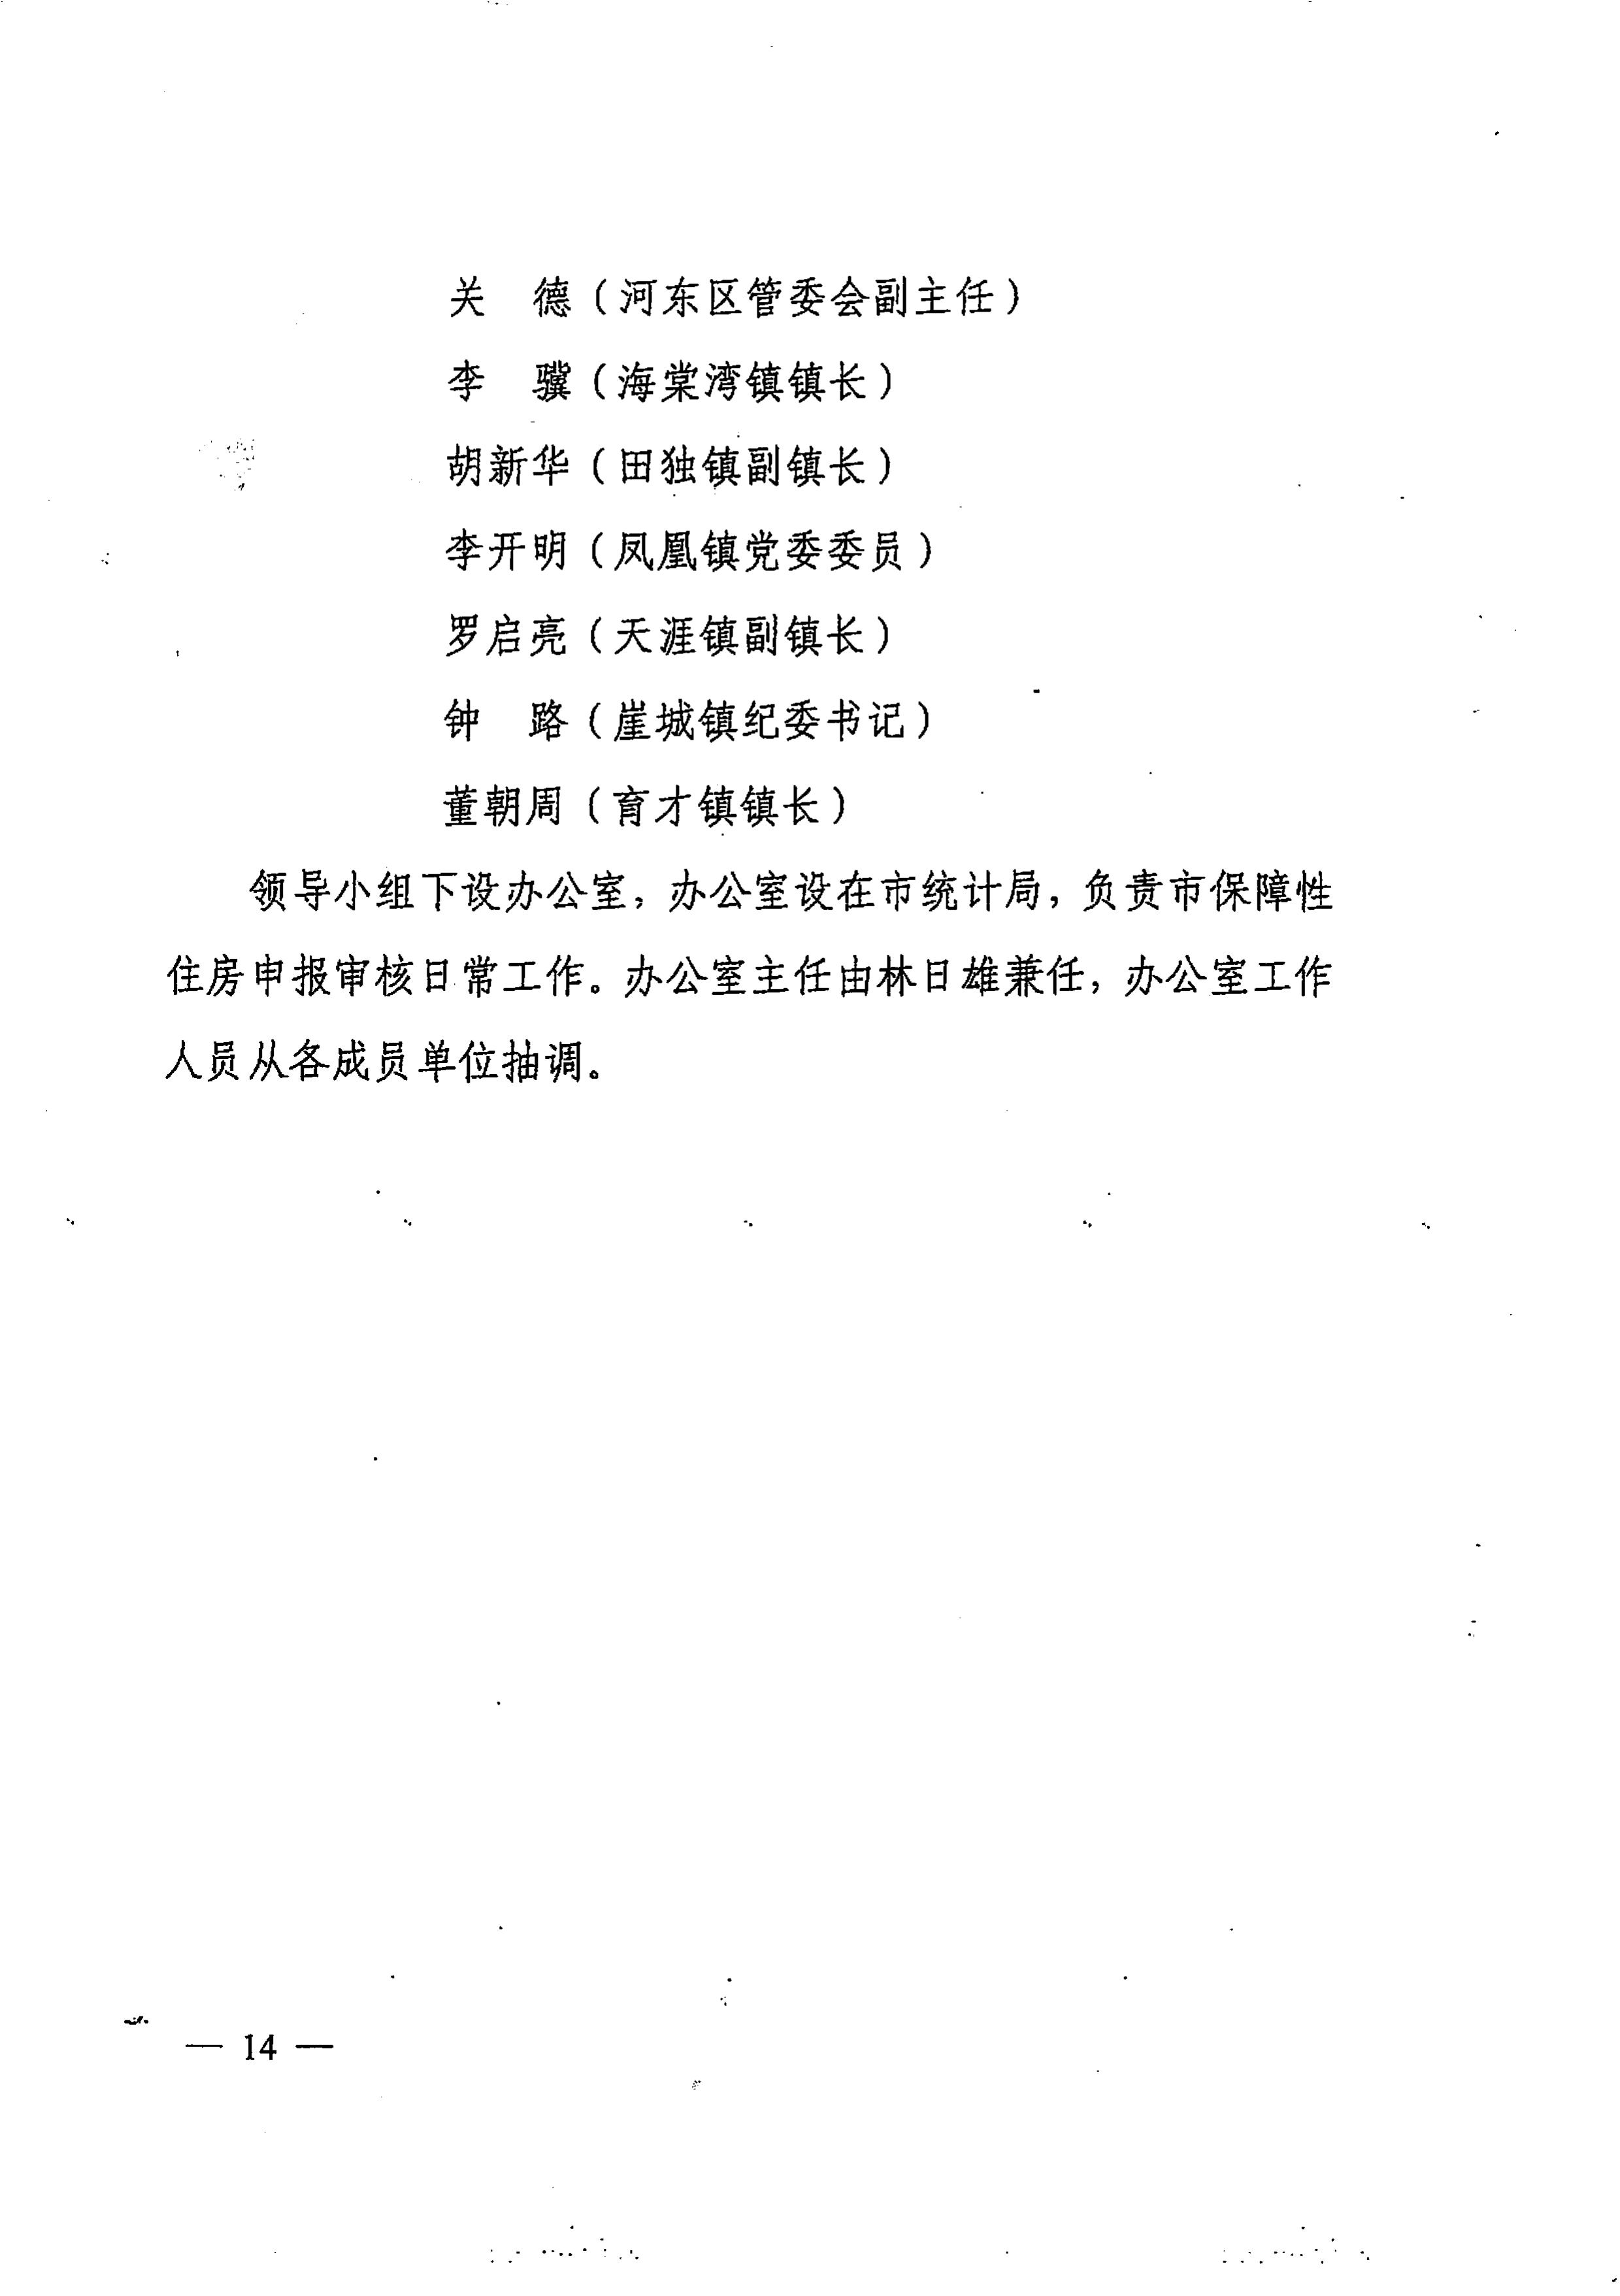 关　德（河东区管委会副主任）
李　骥（海棠湾镇镇长）
胡新华（田独镇副镇长）
李开明（凤凰镇党委委员）
罗启亮（天涯镇副镇长）
钟　路（崖城镇纪委书记）
董朝周（育才镇镇长）
领导小组下设办公室，办公室设在市统计局，负责市保障性
住房申报审核日常工作。办公室主任由林日雄兼任，办公室工作
人员从各成员单位抽调。
— 14 —